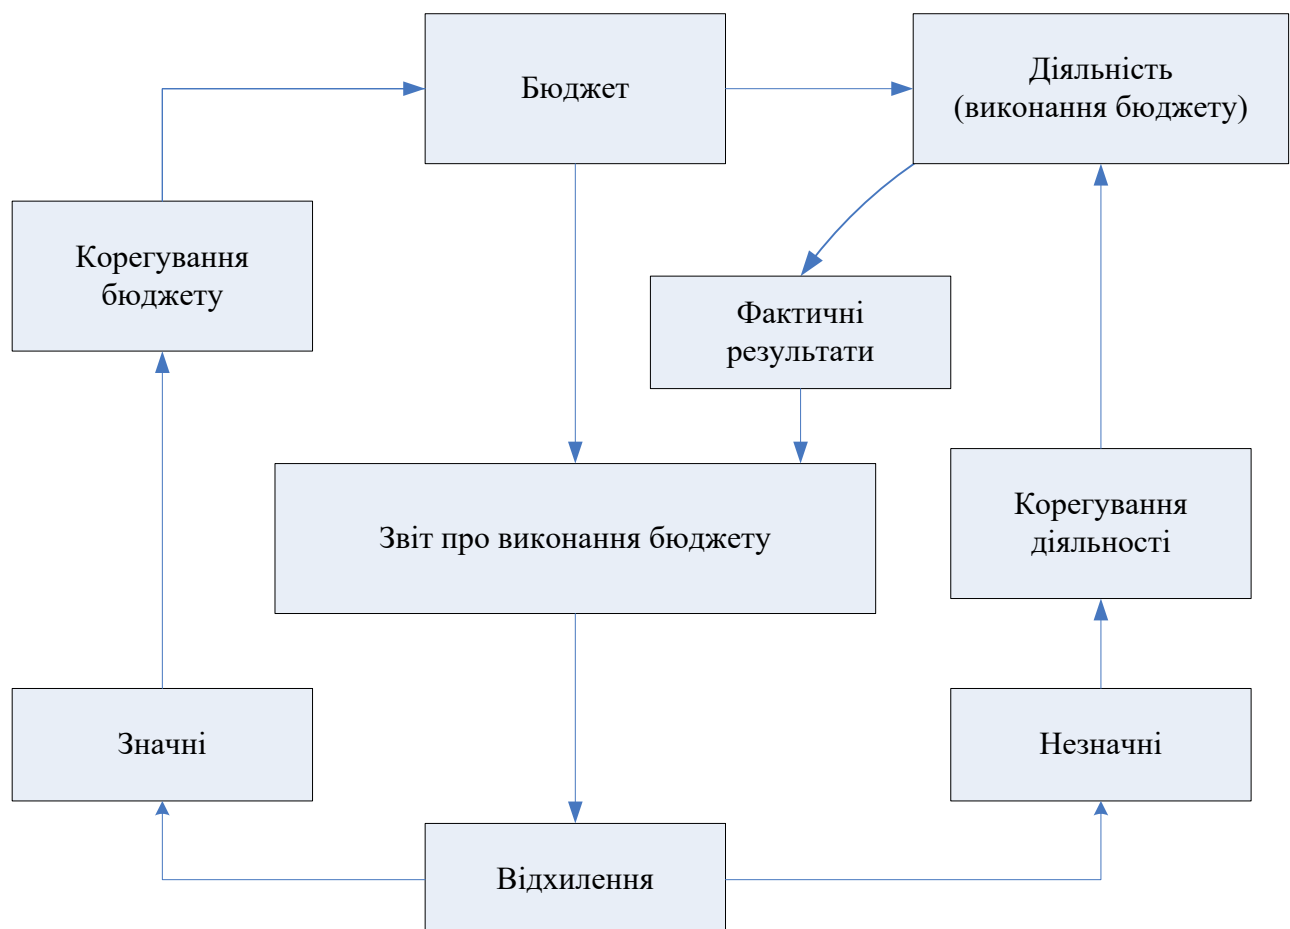 Бюджет
Діяльність
(виконання бюджету)
Корегування
бюджету
Фактичні
результати
Звіт про виконання бюджету
Корегування
діяльності
Значні
Незначні
Відхилення